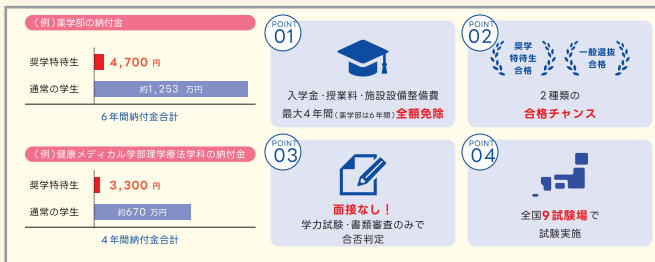 （例）薬学部の納付金
奨学特待生 4,700 円
通常の学生 約1,253 万円
6年間納付金合計
（例）健康メディカル学部理学療法学科の納付金
奨学特待生 3,300 円
通常の学生 約670 万円
4年間納付金合計
POINT
01
入学金・授業料・施設設備整備費
最大4年間（薬学部は6年間）全額免除
POINT
02
奨学
特待生
合格
一般選抜
合格
2種類の
合格チャンス
POINT
03
面接なし！
学力試験・書類審査のみで
合否判定
POINT
04
全国9試験場で
試験実施